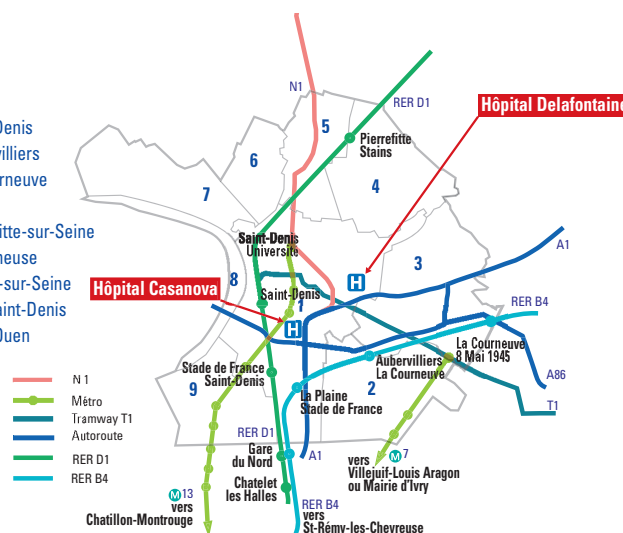 Denis
villiers
rneuve
itte-sur-Seine
neuse
-sur-Seine
aint-Denis
Ouen
N 1
Métro
Tramway T1
Autoroute
RER D1
RER B4
N1
RER D1
Hôpital Delafontaine
Pierrefitte
Stains
5
6
4
7
Saint-Denis
Université
3
A1
8
H
Hôpital Casanova
Saint-Denis
1
H
RER B4
La Courneuve
8 Mai 1945
Aubervilliers
La Courneuve
Stade de France
Saint-Denis
9
2
La Plaine
Stade de France
A86
T1
RER D1
Gare
du Nord
A1
M 7
vers
Villejuif-Louis Aragon
ou Mairie d'Ivry
Chatelet
les Halles
M 13
vers
Chatillon-Montrouge
RER B4
vers
St-Rémy-les-Chevreuse